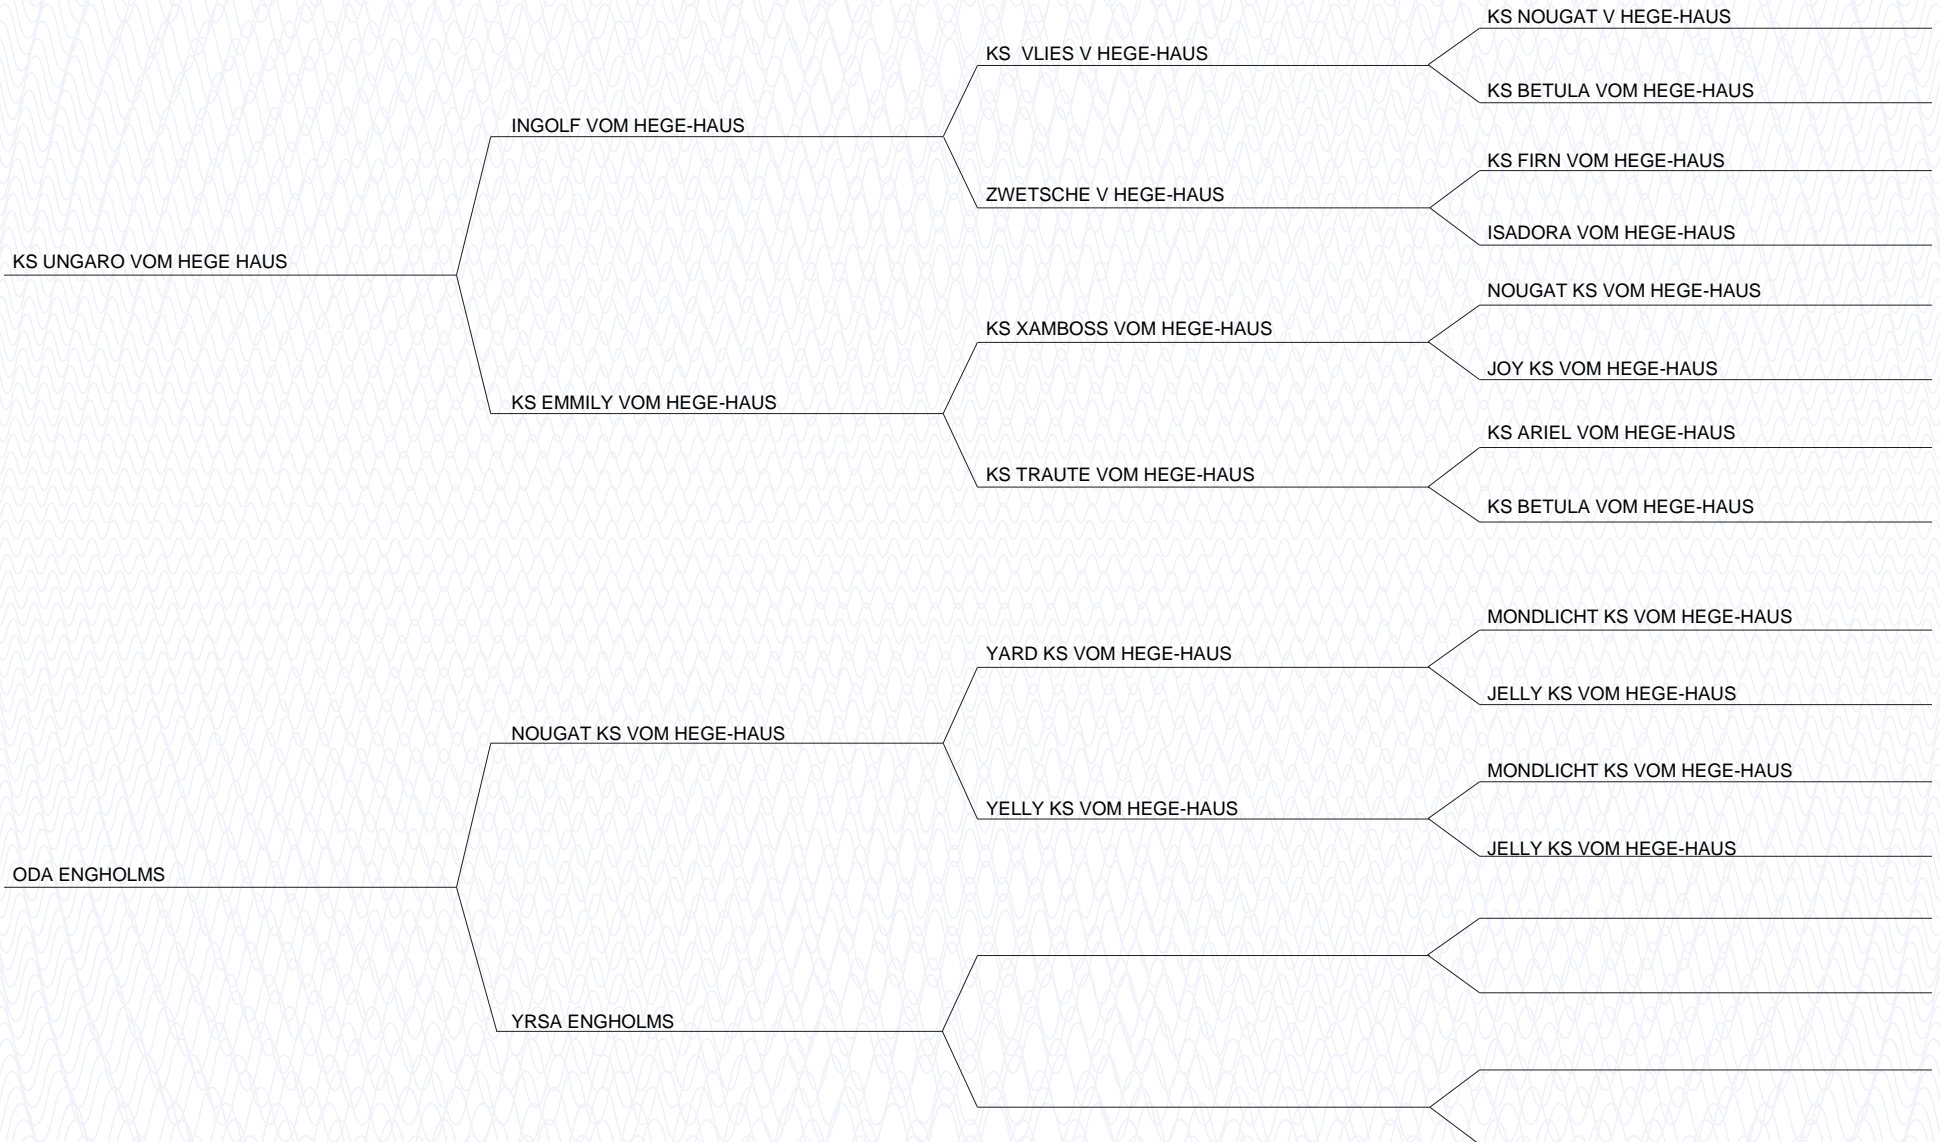 KS NOUGAT V HEGE-HAUS
KS  VLIES V HEGE-HAUS
KS BETULA VOM HEGE-HAUS
INGOLF VOM HEGE-HAUS
KS FIRN VOM HEGE-HAUS
ZWETSCHE V HEGE-HAUS
ISADORA VOM HEGE-HAUS
KS UNGARO VOM HEGE HAUS
NOUGAT KS VOM HEGE-HAUS
KS XAMBOSS VOM HEGE-HAUS
JOY KS VOM HEGE-HAUS
KS EMMILY VOM HEGE-HAUS
KS ARIEL VOM HEGE-HAUS
KS TRAUTE VOM HEGE-HAUS
KS BETULA VOM HEGE-HAUS
MONDLICHT KS VOM HEGE-HAUS
YARD KS VOM HEGE-HAUS
JELLY KS VOM HEGE-HAUS
NOUGAT KS VOM HEGE-HAUS
MONDLICHT KS VOM HEGE-HAUS
YELLY KS VOM HEGE-HAUS
JELLY KS VOM HEGE-HAUS
ODA ENGHOLMS
YRSA ENGHOLMS